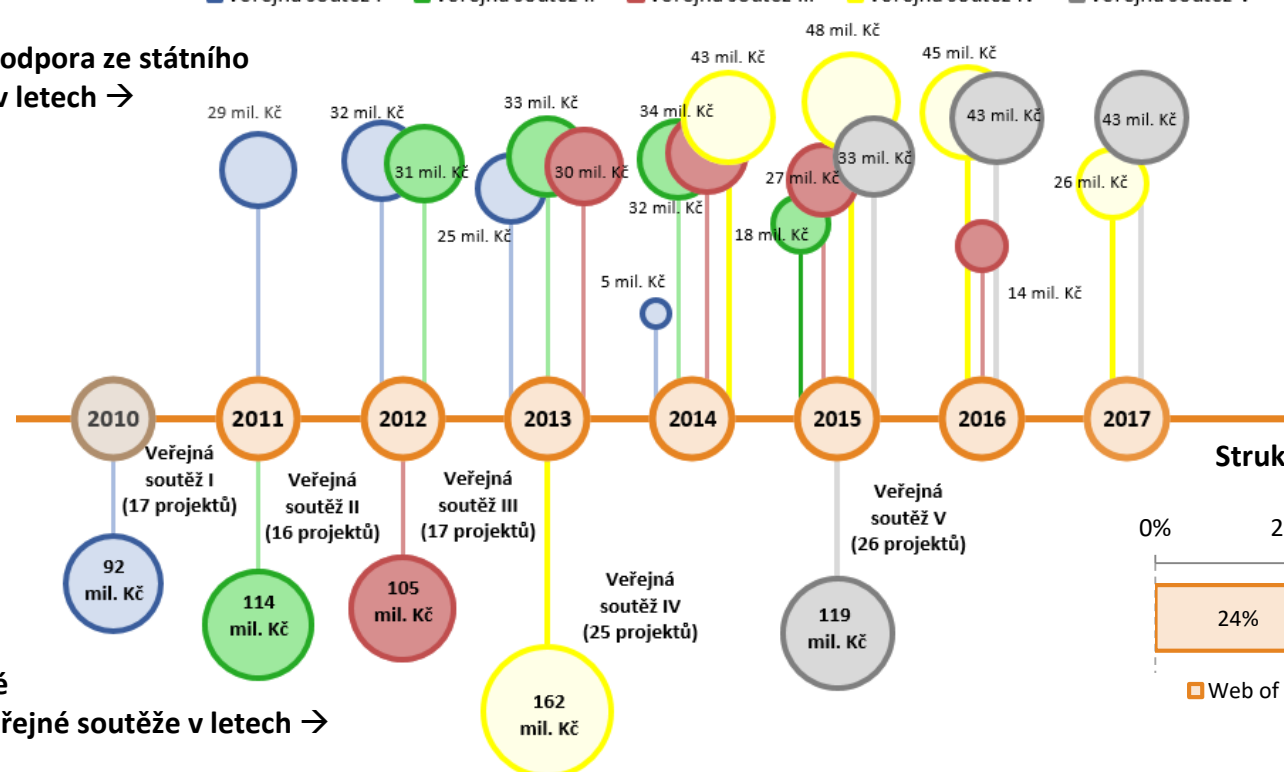 odpora ze státního
v letech →
48 mil. Kč
43 mil. Kč
45 mil. Kč
29 mil. Kč
32 mil. Kč
33 mil. Kč
34 mil. Kč
43 mil. Kč
43 mil. Kč
31 mil. Kč
30 mil. Kč
27 mil. Kč
33 mil. Kč
26 mil. Kč
25 mil. Kč
32 mil. Kč
18 mil. Kč
5 mil. Kč
14 mil. Kč
2010
2011
2012
2013
2014
2015
2016
2017
Veřejná
soutěž I
(17 projektů)
Veřejná
soutěž II
(16 projektů)
Veřejná
soutěž III
(17 projektů)
Veřejná
soutěž IV
(25 projektů)
Veřejná
soutěž V
(26 projektů)
92
mil. Kč
114
mil. Kč
105
mil. Kč
162
mil. Kč
119
mil. Kč
Struk
0% 2
24%
Web of
é
řejné soutěže v letech →